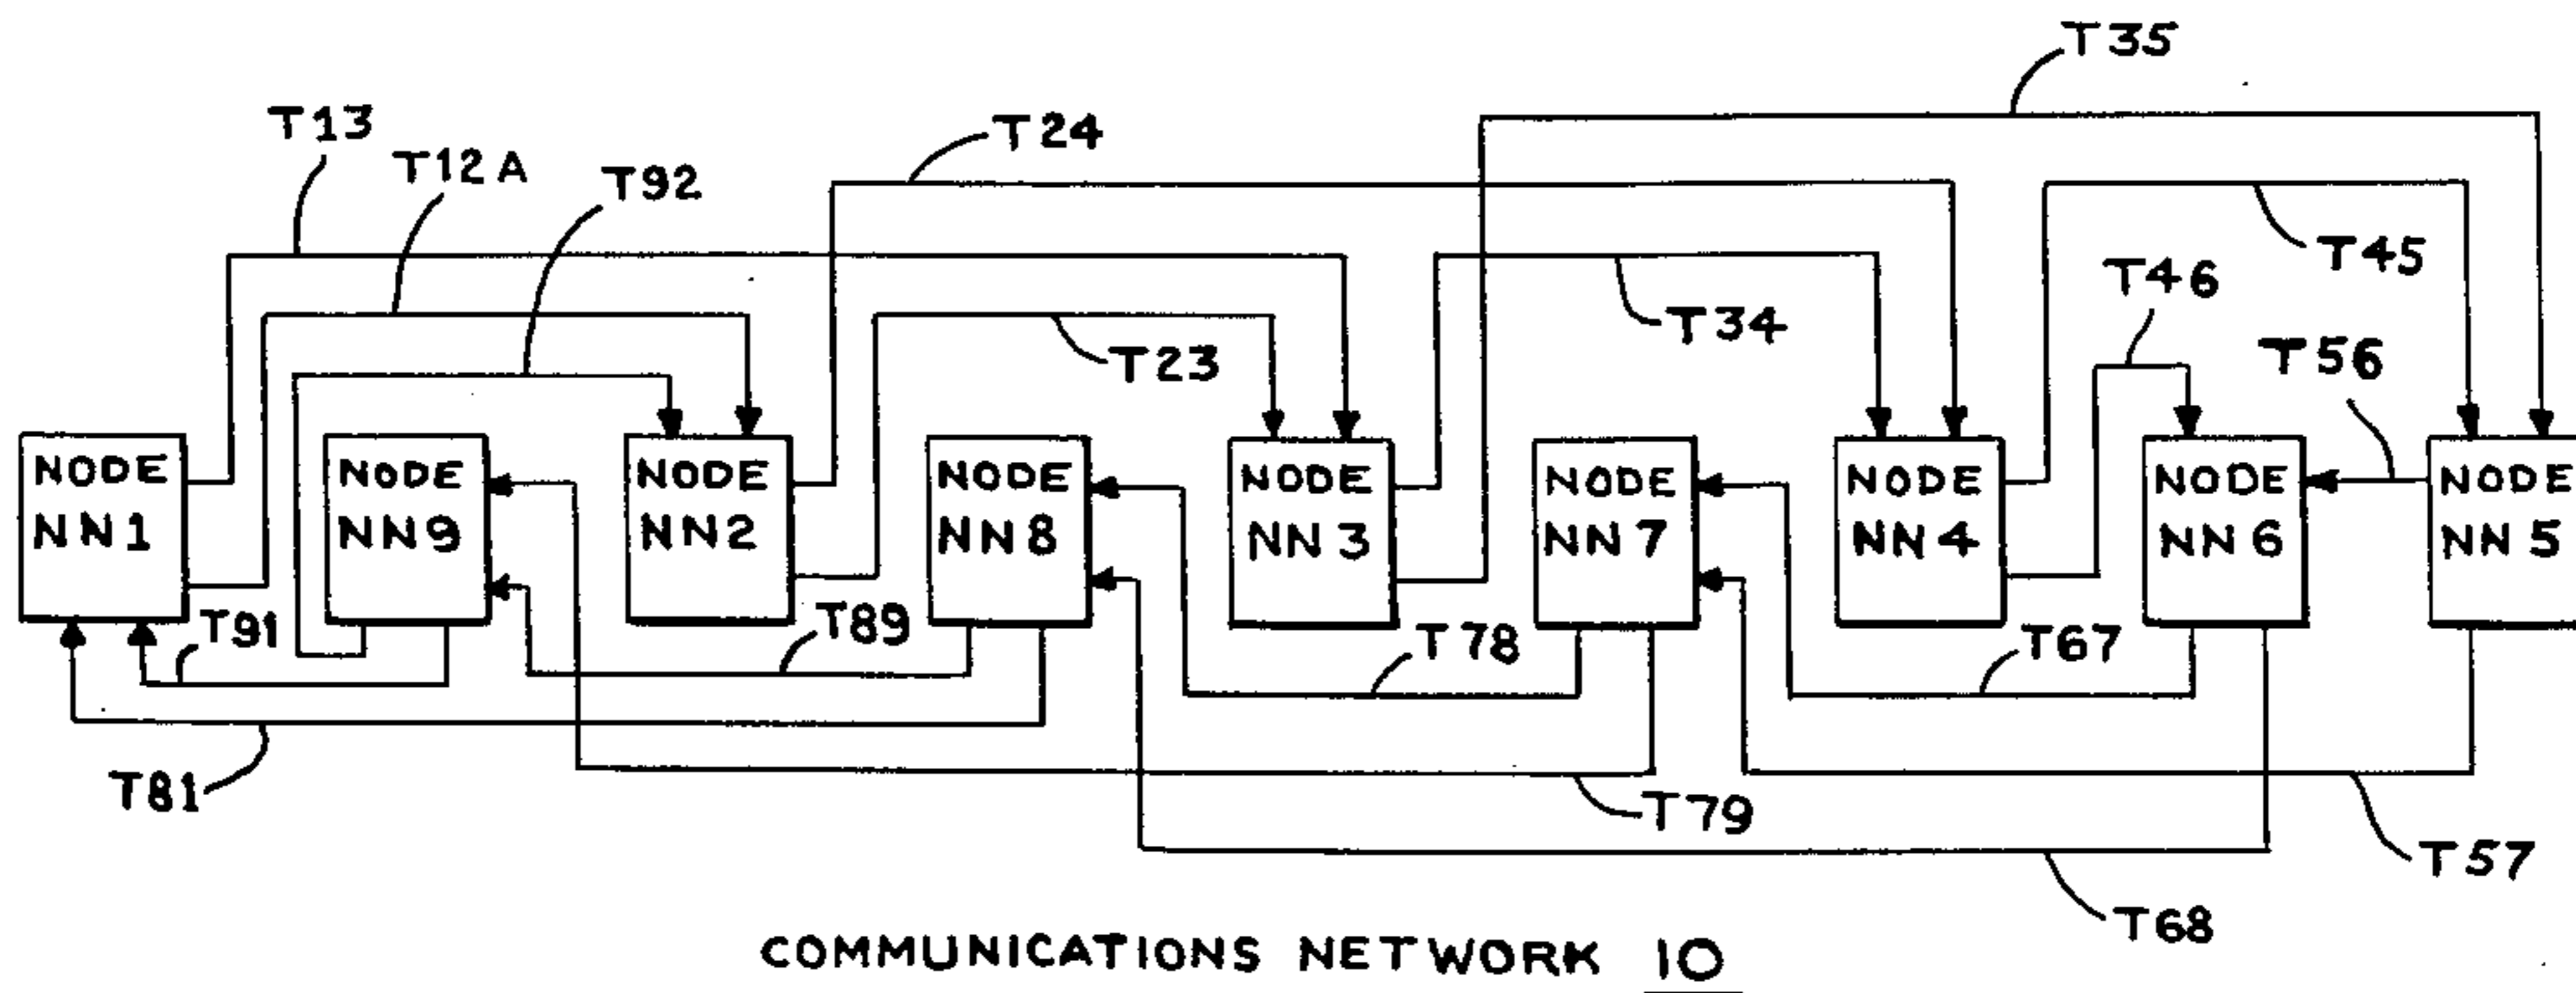 T35
T13
T24
T12A
T92
T45
T46
T34
T23
T56
NODE
NN1
NODE
NN9
NODE
NN2
NODE
NN8
NODE
NN3
NODE
NN7
NODE
NN4
NODE
NN6
NODE
NN5
T91
T89
T78
T67
T81
T79
T57
T68
COMMUNICATIONS NETWORK 10